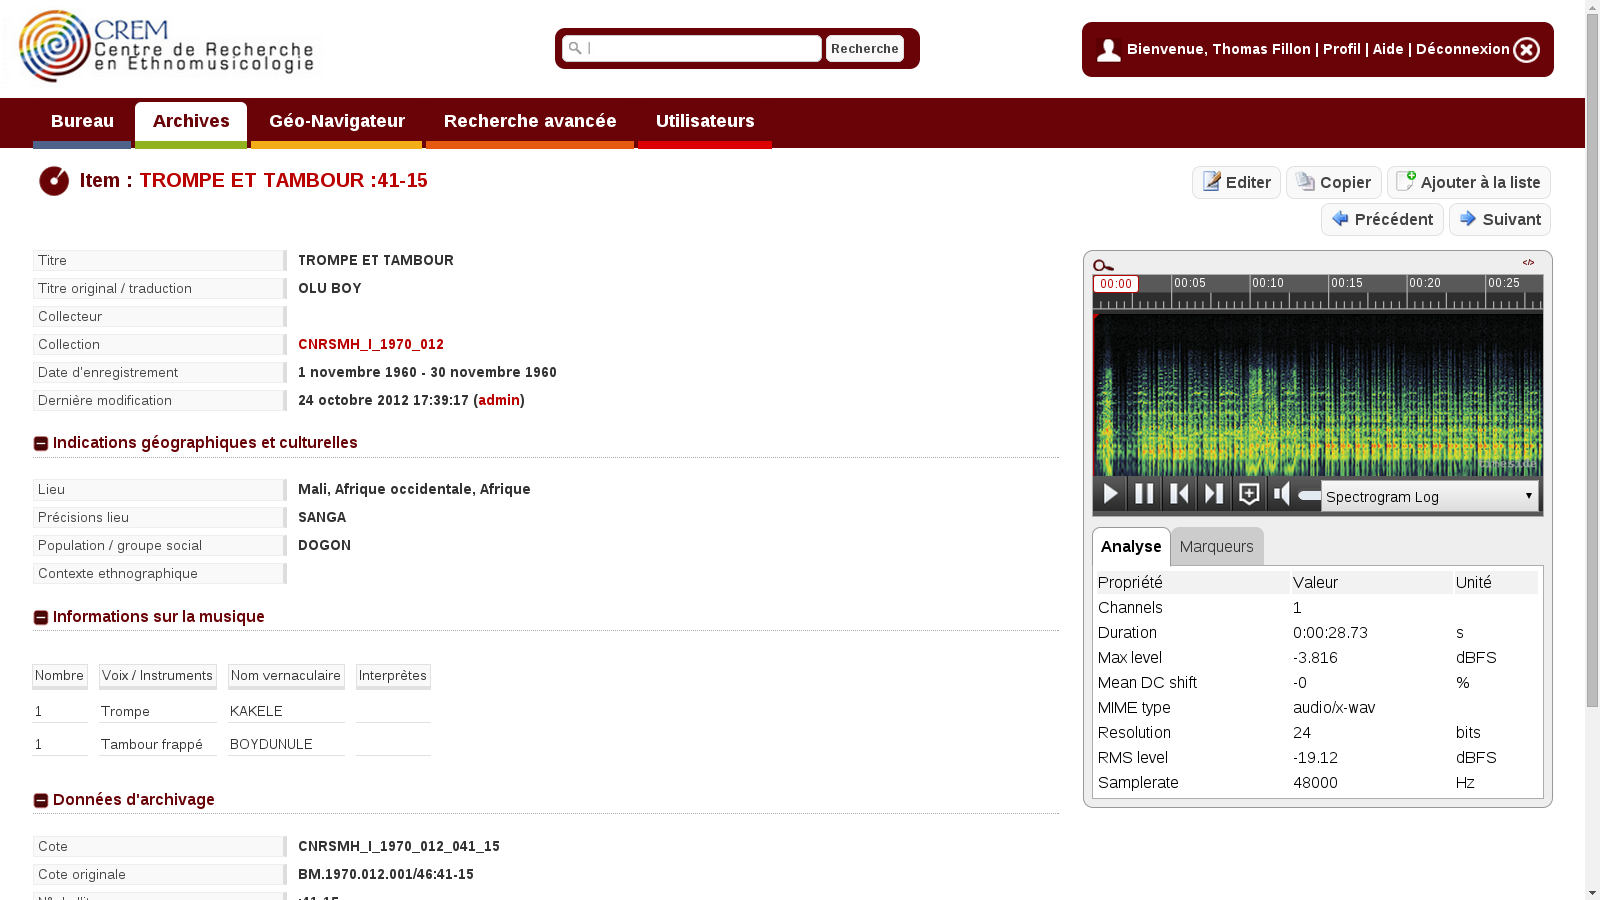 CREM
Centre de Recherche
en Ethnomusicologie
Recherche
Bienvenue, Thomas Fillon | Profil | Aide | Déconnexion
Bureau
Archives
Géo-Navigateur
Recherche avancée
Utilisateurs
Item : TROMPE ET TAMBOUR :41-15
Editer
Copier
Ajouter à la liste
Précédent
Suivant
Titre TROMPE ET TAMBOUR
Titre original / traduction OLU BOY
Collecteur
Collection CNRSMH_I_1970_012
Date d'enregistrement 1 novembre 1960 - 30 novembre 1960
Dernière modification 24 octobre 2012 17:39:17 (admin)
Indications géographiques et culturelles
Lieu Mali, Afrique occidentale, Afrique
Précisions lieu SANGA
Population / groupe social DOGON
Contexte ethnographique
Informations sur la musique
Nombre Voix / Instruments Nom vernaculaire Interprètes
1 Trompe KAKELE
1 Tambour frappé BOYDUNULE
Données d'archivage
Cote CNRSMH_I_1970_012_041_15
Cote originale BM.1970.012.001/46:41-15
:41-15
</>
00:00 00:05 00:10 00:15 00:20 00:25
timeside
Spectrogram Log
Analyse Marqueurs
Propriété Valeur Unité
Channels 1
Duration 0:00:28.73 s
Max level -3.816 dBFS
Mean DC shift -0 %
MIME type audio/x-wav
Resolution 24 bits
RMS level -19.12 dBFS
Samplerate 48000 Hz